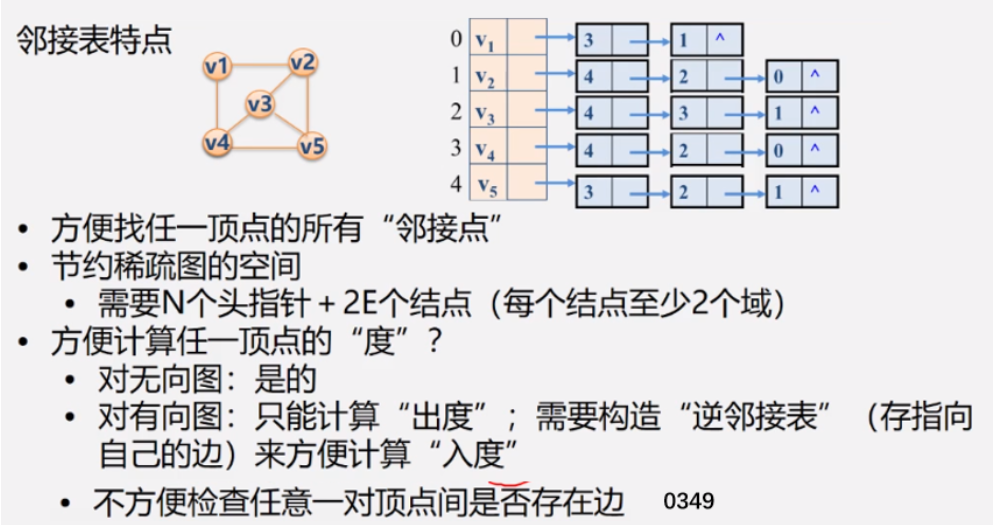 邻接表特点
v1 v2
v3
v4 v5
0 v₁ 3 1 ^
1 v₂ 4 2 0 ^
2 v₃ 4 3 1 ^
3 v₄ 4 2 0 ^
4 v₅ 3 2 1 ^
• 方便找任一顶点的所有“邻接点”
• 节约稀疏图的空间
• 需要N个头指针 + 2E个结点（每个结点至少2个域）
• 方便计算任一顶点的“度”？
• 对无向图：是的
• 对有向图：只能计算“出度”；需要构造“逆邻接表”（存指向
自己的边）来方便计算“入度”
• 不方便检查任意一对顶点间是否存在边 0349